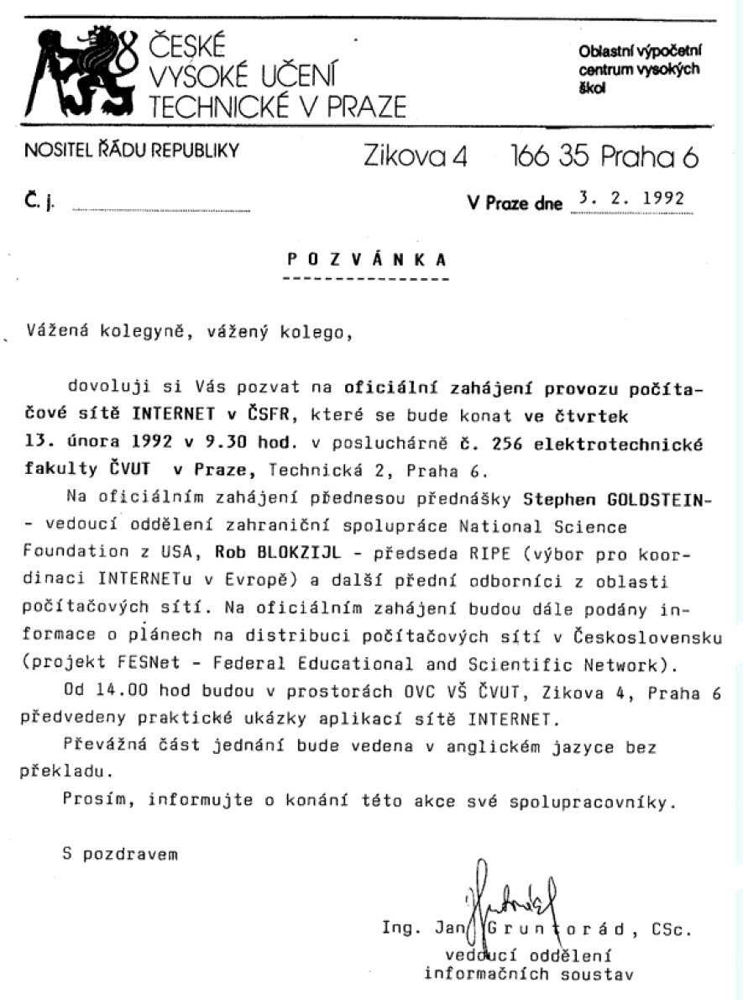 ČESKÉ
VYSOKÉ UČENÍ
TECHNICKÉ V PRAZE
Oblastní výpočetní
centrum vysokých
škol
NOSITEL ŘÁDU REPUBLIKY
Zikova 4 166 35 Praha 6
Č. j.
V Praze dne 3. 2. 1992
P O Z V Á N K A
----------------
Vážená kolegyně, vážený kolego,
dovoluji si Vás pozvat na oficiální zahájení provozu počíta-
čové sítě INTERNET v ČSFR, které se bude konat ve čtvrtek
13. února 1992 v 9.30 hod. v posluchárně č. 256 elektrotechnické
fakulty ČVUT v Praze, Technická 2, Praha 6.
Na oficiálním zahájení přednesou přednášky Stephen GOLDSTEIN-
- vedoucí oddělení zahraniční spolupráce National Science
Foundation z USA, Rob BLOKZIJL - předseda RIPE (výbor pro koor-
dinaci INTERNETu v Evropě) a další přední odborníci z oblasti
počítačových sítí. Na oficiálním zahájení budou dále podány in-
formace o plánech na distribuci počítačových sítí v Československu
(projekt FESNet - Federal Educational and Scientific Network).
Od 14.00 hod budou v prostorách OVC VŠ ČVUT, Zikova 4, Praha 6
předvedeny praktické ukázky aplikací sítě INTERNET.
Převážná část jednání bude vedena v anglickém jazyce bez
překladu.
Prosím, informujte o konání této akce své spolupracovníky.
S pozdravem
Ing. Jan G r u n t o r á d , CSc.
vedoucí oddělení
informačních soustav